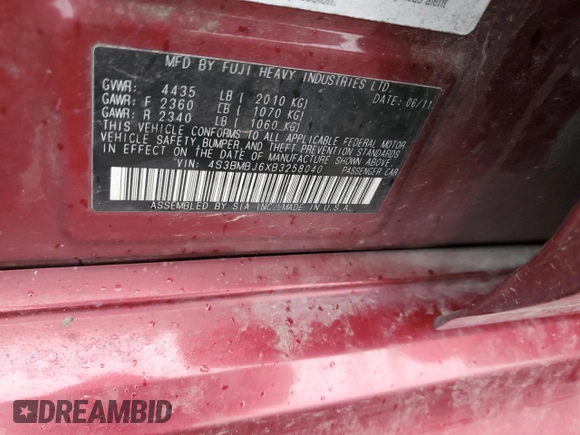 MFD BY FUJI HEAVY INDUSTRIES LTD.
GVWR: 4435 LB ( 2010 KG) DATE: 06/11
GAWR: F 2360 LB ( 1070 KG)
GAWR: R 2340 LB ( 1060 KG)
THIS VEHICLE CONFORMS TO ALL APPLICABLE FEDERAL MOTOR
VEHICLE SAFETY, BUMPER, AND THEFT PREVENTION STANDARDS
IN EFFECT ON THE DATE OF MANUFACTURE SHOWN ABOVE.
VIN: 4S3BMBJ6XB3258040 PASSENGER CAR
ASSEMBLED BY SIA INC. MADE IN U.S.A.
DREAMBID